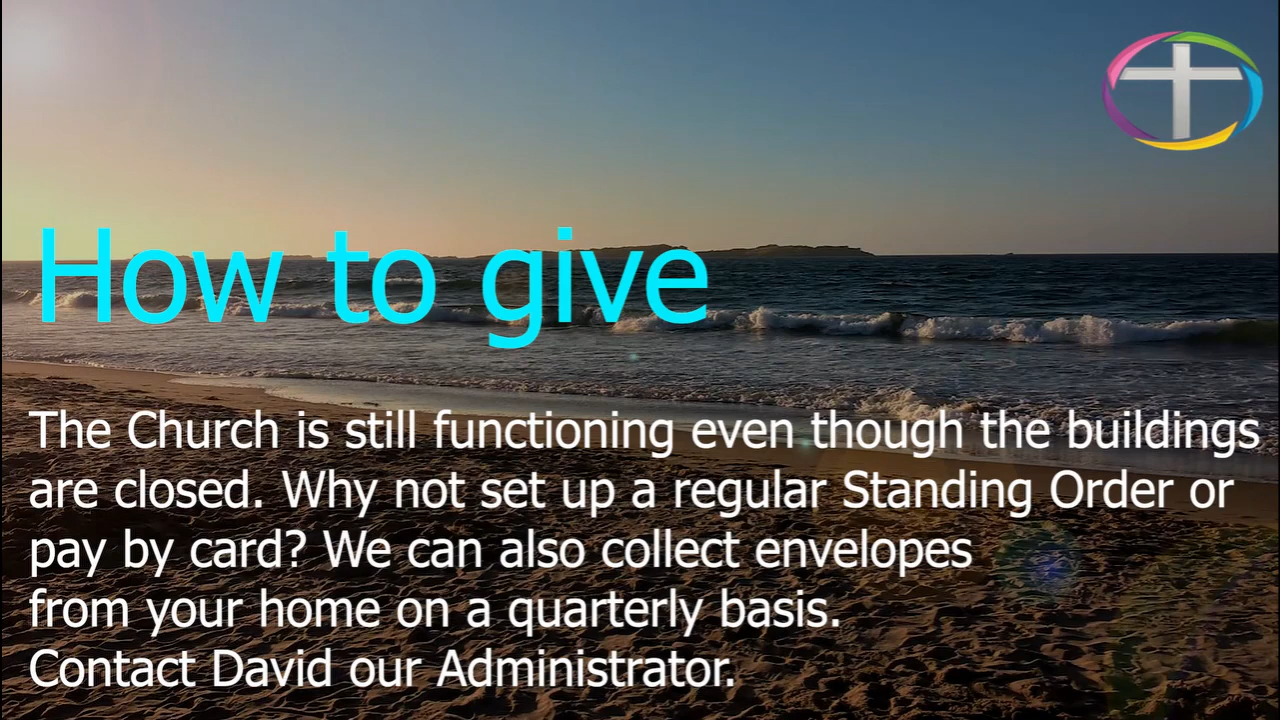 How to give
The Church is still functioning even though the buildings
are closed. Why not set up a regular Standing Order or
pay by card? We can also collect envelopes
from your home on a quarterly basis.
Contact David our Administrator.